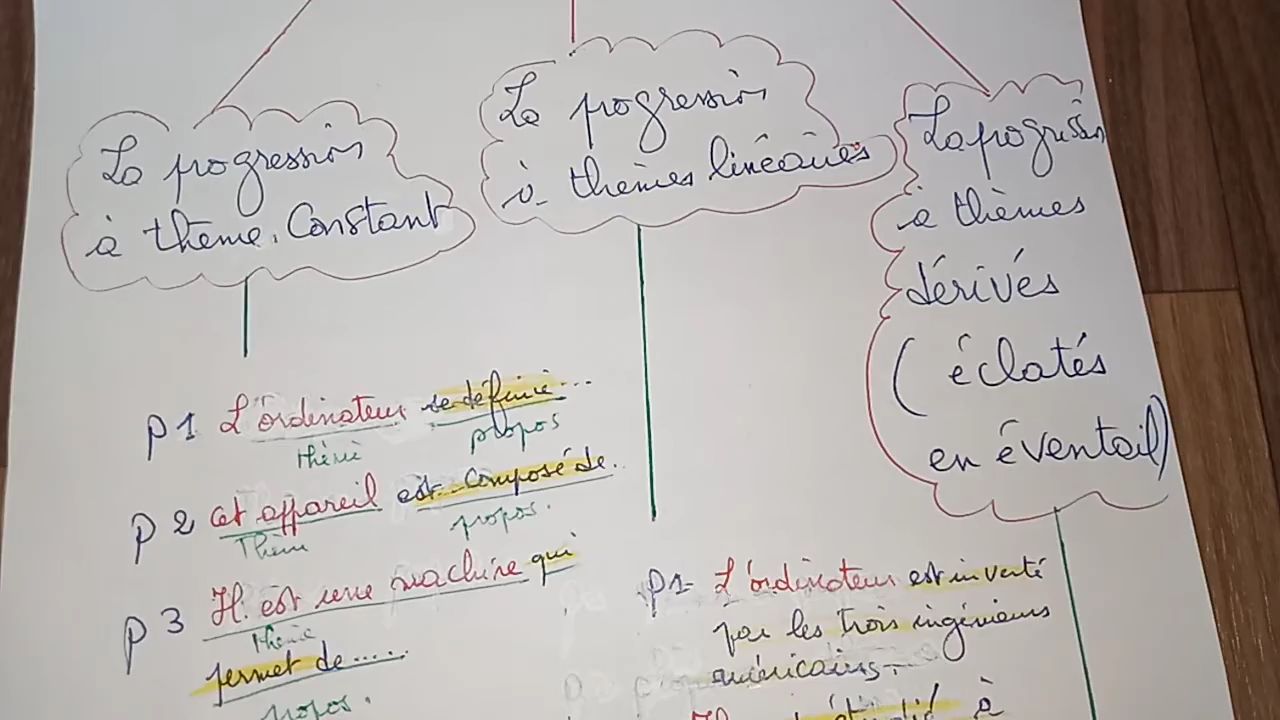 La progression
à thème Constant
La progression
à thèmes linéaires
La progression
à thèmes
dérivés
( éclatés
en éventail)
P1 L'ordinateur se définie...
thème propos
P2 Cet appareil est composé de.
Thème propos.
P3 Il est une machine qui
thème
permet de.....
propos.
P1- L'ordinateur est inventé
par les trois ingénieurs
américains.
à